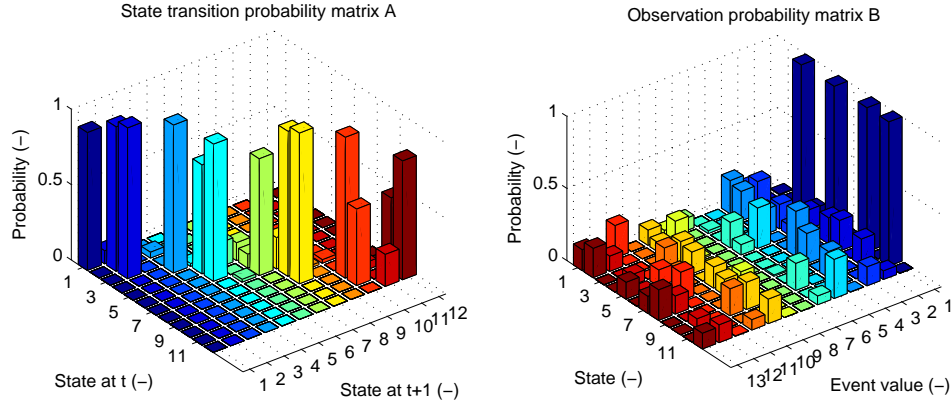 State transition probability matrix A
Probability (–)
1
0.5
0
1
3
5
7
9
11
State at t (–)
1 2 3 4 5 6 7 8 9 10 11 12
State at t+1 (–)
Observation probability matrix B
Probability (–)
1
0.5
0
1
3
5
7
9
11
State (–)
13 12 11 10 9 8 7 6 5 4 3 2 1
Event value (–)